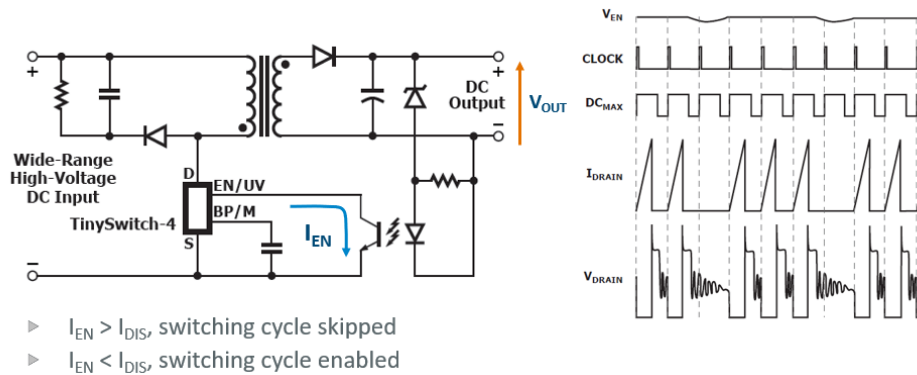 +
+
DC
Output
V_OUT
−
Wide-Range
High-Voltage
DC Input
D
EN/UV
BP/M
TinySwitch-4
S
I_EN
−
I_EN > I_DIS, switching cycle skipped
I_EN < I_DIS, switching cycle enabled
V_EN
CLOCK
DC_MAX
I_DRAIN
V_DRAIN